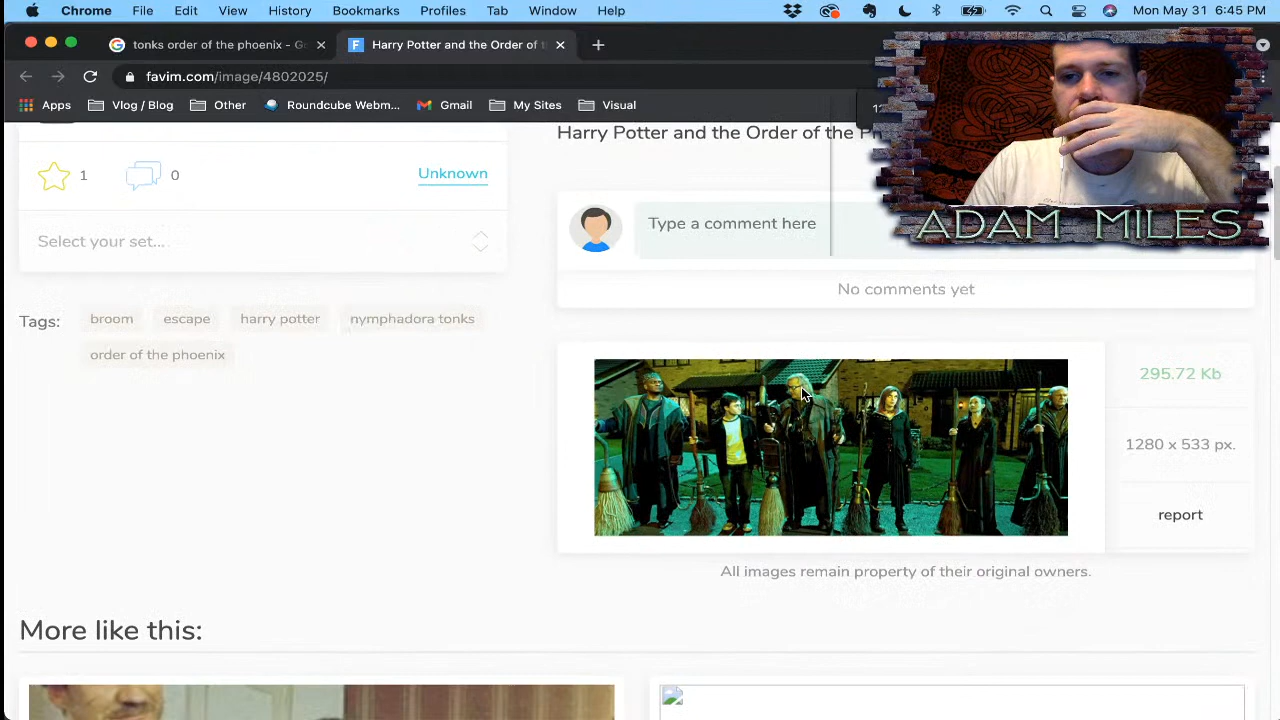 Chrome File Edit View History Bookmarks Profiles Tab Window Help Mon May 31 6:45 PM
tonks order of the phoenix - G
Harry Potter and the Order of t
favim.com/image/4802025/
Apps Vlog / Blog Other Roundcube Webm... Gmail My Sites Visual
Harry Potter and the Order of the
1 0 Unknown
Type a comment here
ADAM MILES
Select your set...
No comments yet
Tags: broom escape harry potter nymphadora tonks
order of the phoenix
295.72 Kb
1280 x 533 px.
report
All images remain property of their original owners.
More like this: